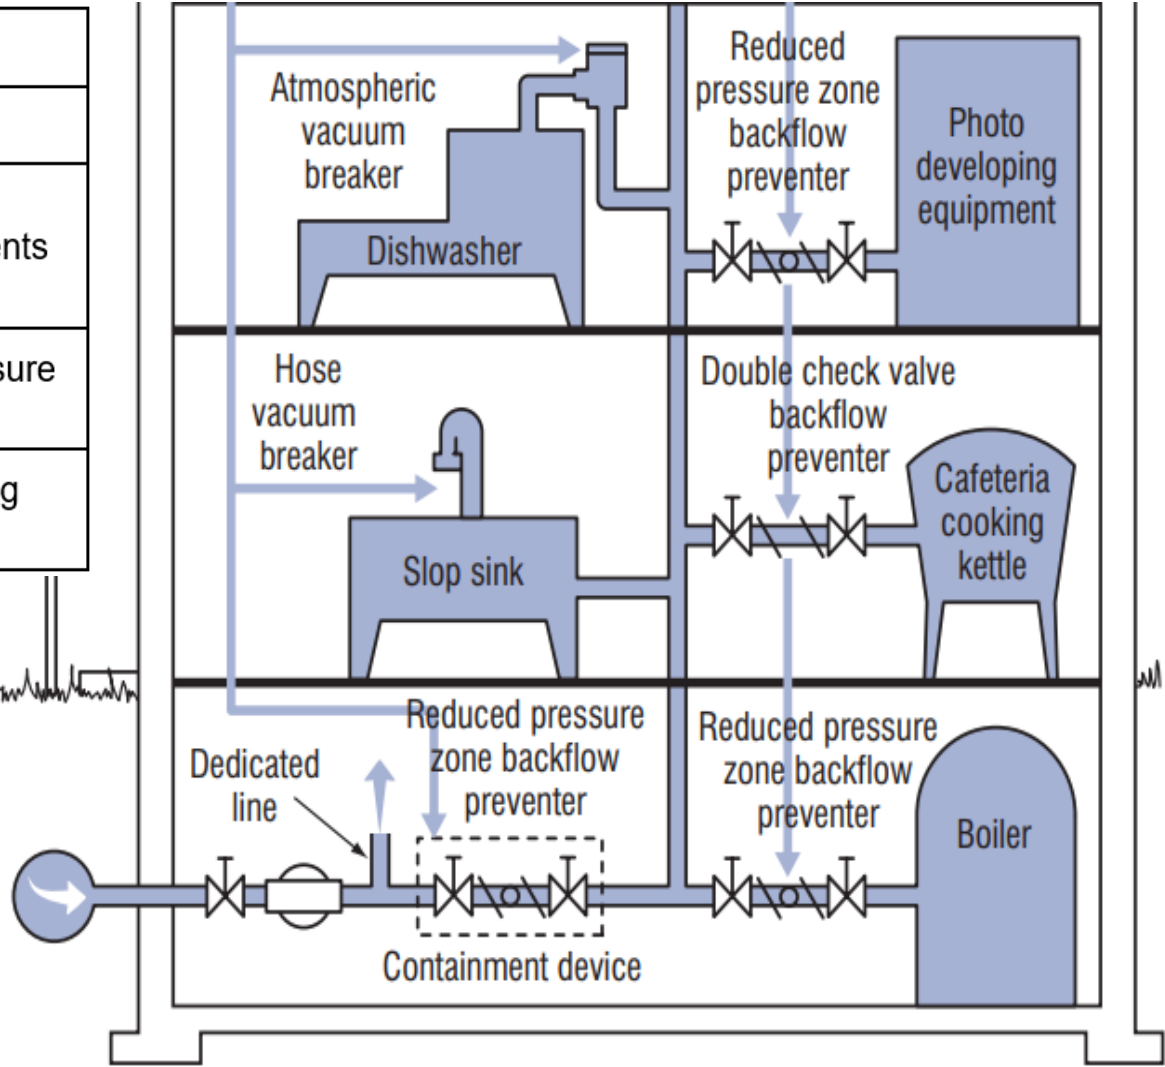 ents
sure
g
Atmospheric
vacuum
breaker
Reduced
pressure zone
backflow
preventer
Photo
developing
equipment
Dishwasher
Hose
vacuum
breaker
Double check valve
backflow
preventer
Cafeteria
cooking
kettle
Slop sink
Reduced pressure
zone backflow
preventer
Reduced pressure
zone backflow
preventer
Dedicated
line
Boiler
Containment device